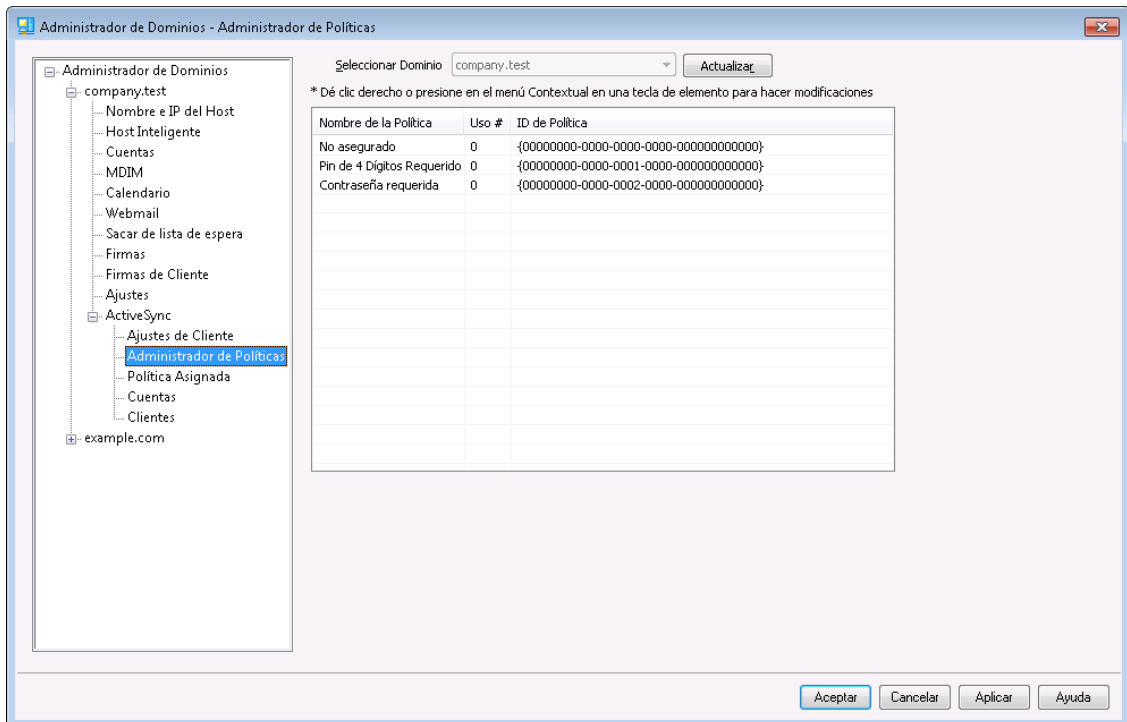 Administrador de Dominios - Administrador de Políticas
Administrador de Dominios
company.test
Nombre e IP del Host
Host Inteligente
Cuentas
MDIM
Calendario
Webmail
Sacar de lista de espera
Firmas
Firmas de Cliente
Ajustes
ActiveSync
Ajustes de Cliente
Administrador de Políticas
Política Asignada
Cuentas
Clientes
example.com
Seleccionar Dominio company.test Actualizar
* Dé clic derecho o presione en el menú Contextual en una tecla de elemento para hacer modificaciones
Nombre de la Política Uso # ID de Política
No asegurado 0 {00000000-0000-0000-0000-000000000000}
Pin de 4 Dígitos Requerido 0 {00000000-0000-0001-0000-000000000000}
Contraseña requerida 0 {00000000-0000-0002-0000-000000000000}
Aceptar Cancelar Aplicar Ayuda